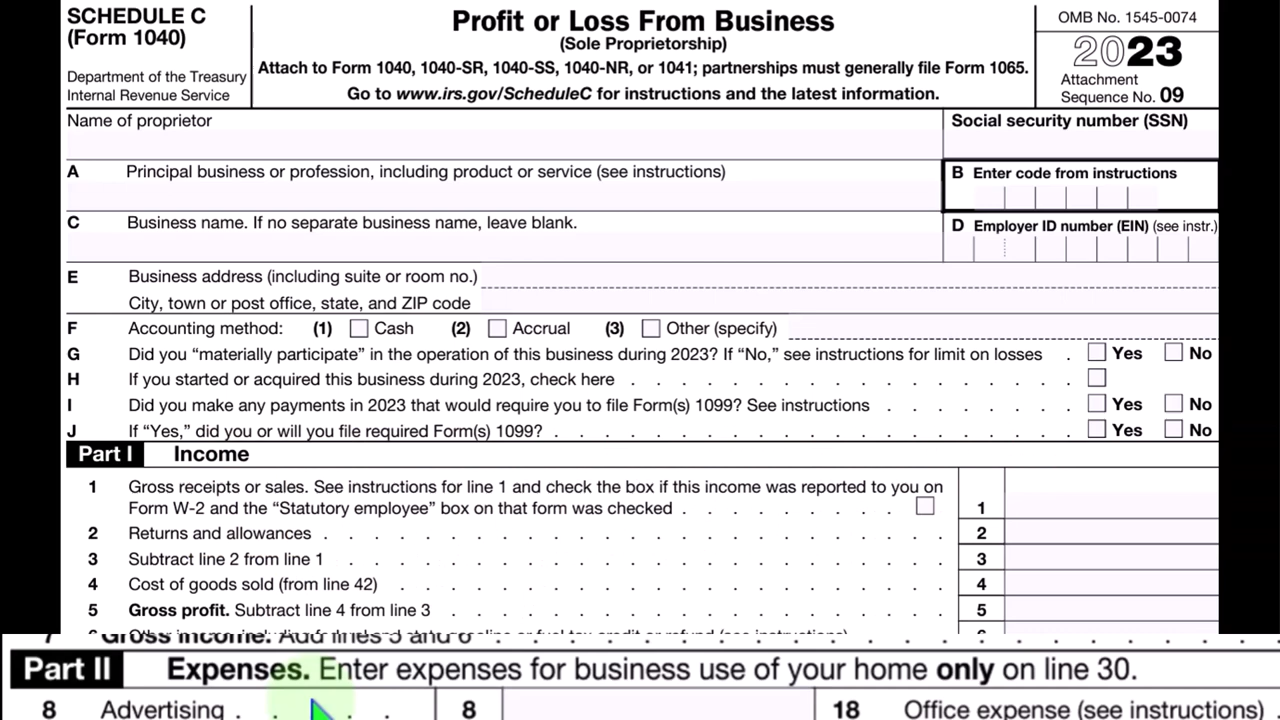 SCHEDULE C
(Form 1040)
Department of the Treasury
Internal Revenue Service
Profit or Loss From Business
(Sole Proprietorship)
Attach to Form 1040, 1040-SR, 1040-SS, 1040-NR, or 1041; partnerships must generally file Form 1065.
Go to www.irs.gov/ScheduleC for instructions and the latest information.
OMB No. 1545-0074
2023
Attachment
Sequence No. 09
Name of proprietor
Social security number (SSN)
A Principal business or profession, including product or service (see instructions)
B Enter code from instructions
C Business name. If no separate business name, leave blank.
D Employer ID number (EIN) (see instr.)
E Business address (including suite or room no.)
City, town or post office, state, and ZIP code
F Accounting method: (1) Cash (2) Accrual (3) Other (specify)
G Did you “materially participate” in the operation of this business during 2023? If “No,” see instructions for limit on losses . Yes No
H If you started or acquired this business during 2023, check here . . . . . . . . . . . . . . . . .
I Did you make any payments in 2023 that would require you to file Form(s) 1099? See instructions . . . . . . . Yes No
J If “Yes,” did you or will you file required Form(s) 1099? . . . . . . . . . . . . . . . . . . Yes No
Part I Income
1 Gross receipts or sales. See instructions for line 1 and check the box if this income was reported to you on
Form W-2 and the “Statutory employee” box on that form was checked . . . . . . . . . 1
2 Returns and allowances . . . . . . . . . . . . . . . . . . . . . 2
3 Subtract line 2 from line 1 . . . . . . . . . . . . . . . . . . . . 3
4 Cost of goods sold (from line 42) . . . . . . . . . . . . . . . . . . 4
5 Gross profit. Subtract line 4 from line 3 . . . . . . . . . . . . . . . . 5
7 Gross income. Add lines 5 and 6
Part II Expenses. Enter expenses for business use of your home only on line 30.
8 Advertising . . . . 8 18 Office expense (see instructions)